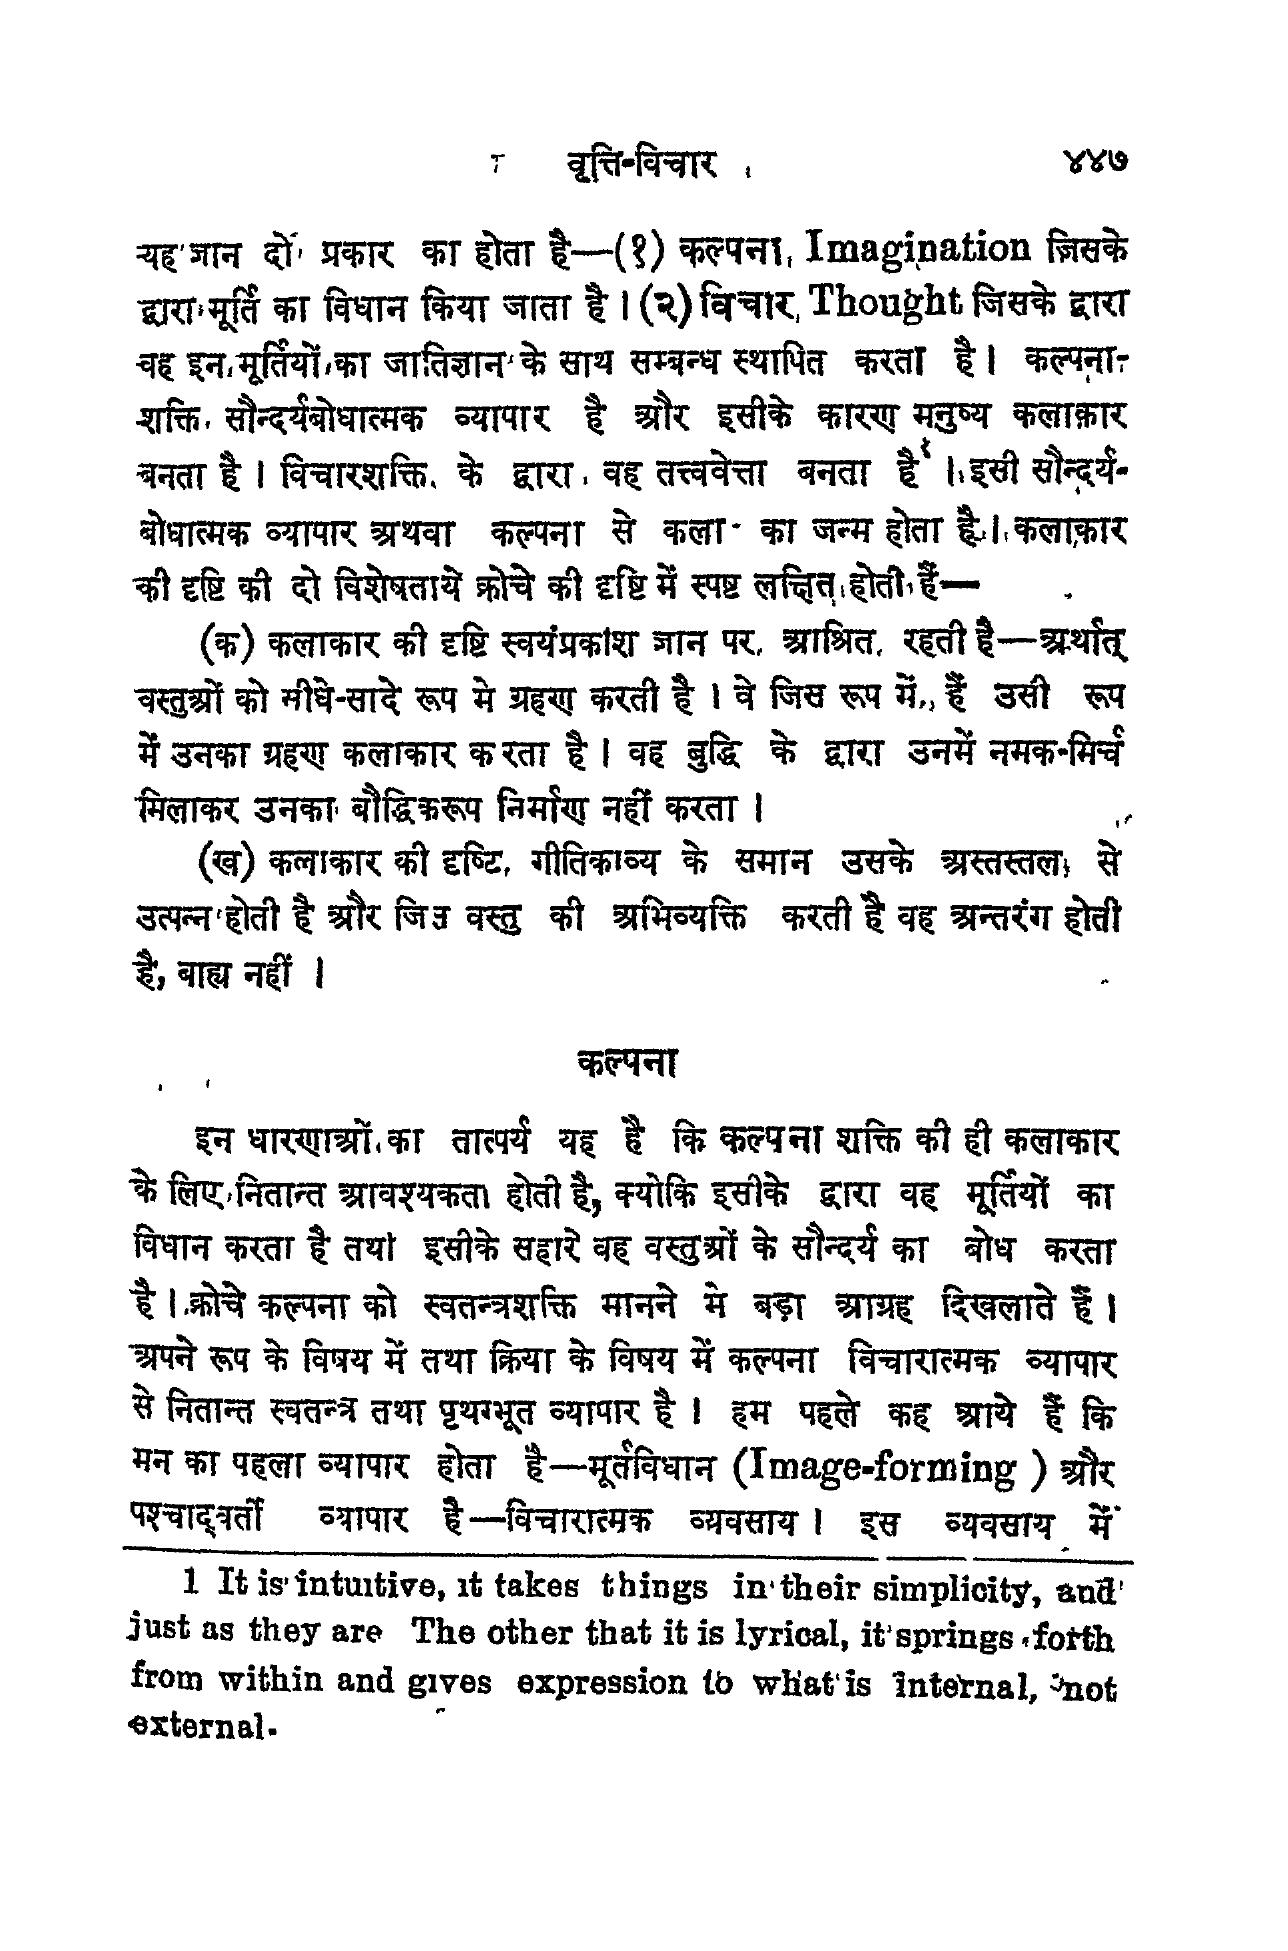 वृत्ति-विचार ४४७
यह ज्ञान दो प्रकार का होता है—(१) कल्पना, Imagination जिसके
द्वारा मूर्ति का विधान किया जाता है । (२) विचार, Thought जिसके द्वारा
वह इन मूर्तियों का जातिज्ञान के साथ सम्बन्ध स्थापित करता है । कल्पना-
शक्ति सौन्दर्यबोधात्मक व्यापार है और इसीके कारण मनुष्य कलाकार
बनता है । विचारशक्ति के द्वारा वह तत्त्ववेत्ता बनता है¹ । इसी सौन्दर्य-
बोधात्मक व्यापार अथवा कल्पना से कला का जन्म होता है । कलाकार
की दृष्टि की दो विशेषतायें क्रोचे की दृष्टि में स्पष्ट लक्षित होती हैं—
(क) कलाकार की दृष्टि स्वयंप्रकाश ज्ञान पर आश्रित रहती है—अर्थात्
वस्तुओं को सीधे-सादे रूप मे ग्रहण करती है । वे जिस रूप में हैं उसी रूप
में उनका ग्रहण कलाकार करता है । वह बुद्धि के द्वारा उनमें नमक-मिर्च
मिलाकर उनका बौद्धिकरूप निर्माण नहीं करता ।
(ख) कलाकार की दृष्टि, गीतिकाव्य के समान उसके अस्तस्तल से
उत्पन्न होती है और जिस वस्तु की अभिव्यक्ति करती है वह अन्तरंग होती
है, बाह्य नहीं ।
कल्पना
इन धारणाओं का तात्पर्य यह है कि कल्पना शक्ति की ही कलाकार
के लिए नितान्त आवश्यकता होती है, क्योकि इसीके द्वारा वह मूर्तियों का
विधान करता है तथा इसीके सहारे वह वस्तुओं के सौन्दर्य का बोध करता
है । क्रोचे कल्पना को स्वतन्त्रशक्ति मानने मे बड़ा आग्रह दिखलाते हैं ।
अपने रूप के विषय में तथा क्रिया के विषय में कल्पना विचारात्मक व्यापार
से नितान्त स्वतन्त्र तथा पृथग्भूत व्यापार है । हम पहले कह आये हैं कि
मन का पहला व्यापार होता है—मूर्तविधान (Image-forming ) और
पश्चाद्वर्ती व्यापार है—विचारात्मक व्यवसाय । इस व्यवसाय में
1 It is intuitive, it takes things in their simplicity, and
just as they are The other that it is lyrical, it springs forth
from within and gives expression to what is internal, not
external.